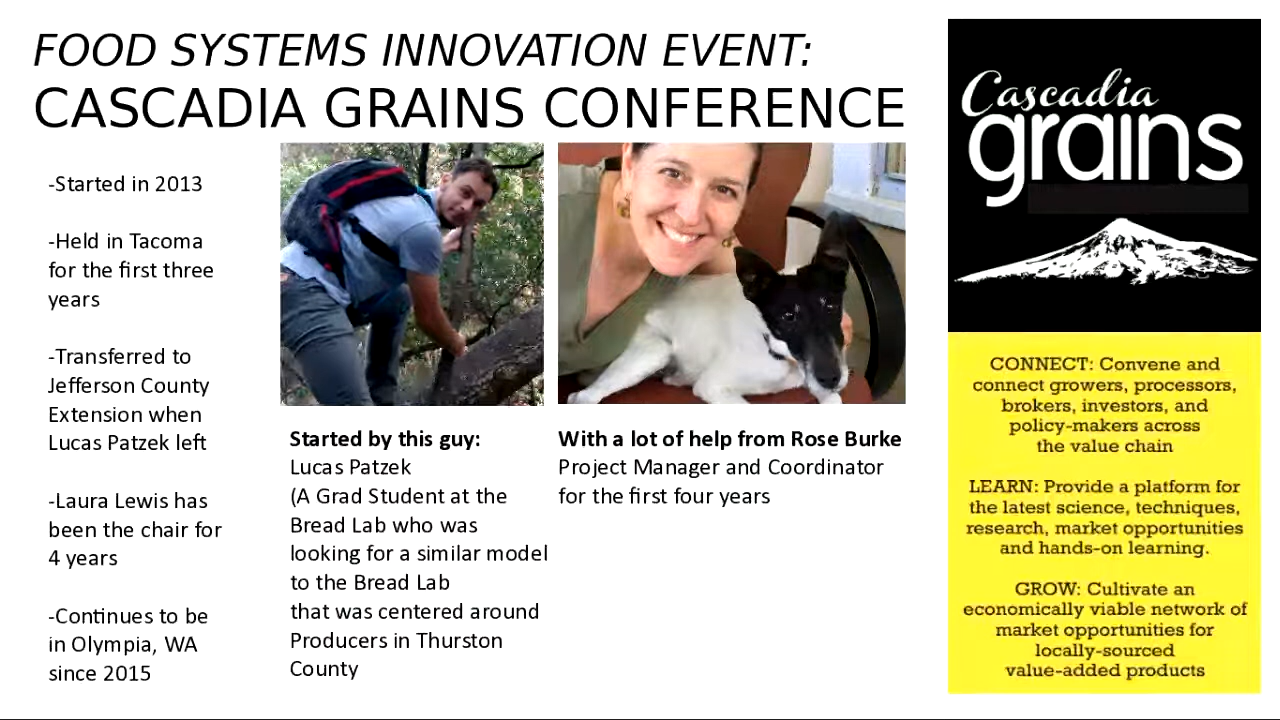 FOOD SYSTEMS INNOVATION EVENT:
CASCADIA GRAINS CONFERENCE
-Started in 2013
-Held in Tacoma
for the first three
years
-Transferred to
Jefferson County
Extension when
Lucas Patzek left
-Laura Lewis has
been the chair for
4 years
-Continues to be
in Olympia, WA
since 2015
Started by this guy:
Lucas Patzek
(A Grad Student at the
Bread Lab who was
looking for a similar model
to the Bread Lab
that was centered around
Producers in Thurston
County
With a lot of help from Rose Burke
Project Manager and Coordinator
for the first four years
Cascadia
grains
CONNECT: Convene and
connect growers, processors,
brokers, investors, and
policy-makers across
the value chain
LEARN: Provide a platform for
the latest science, techniques,
research, market opportunities
and hands-on learning.
GROW: Cultivate an
economically viable network of
market opportunities for
locally-sourced
value-added products